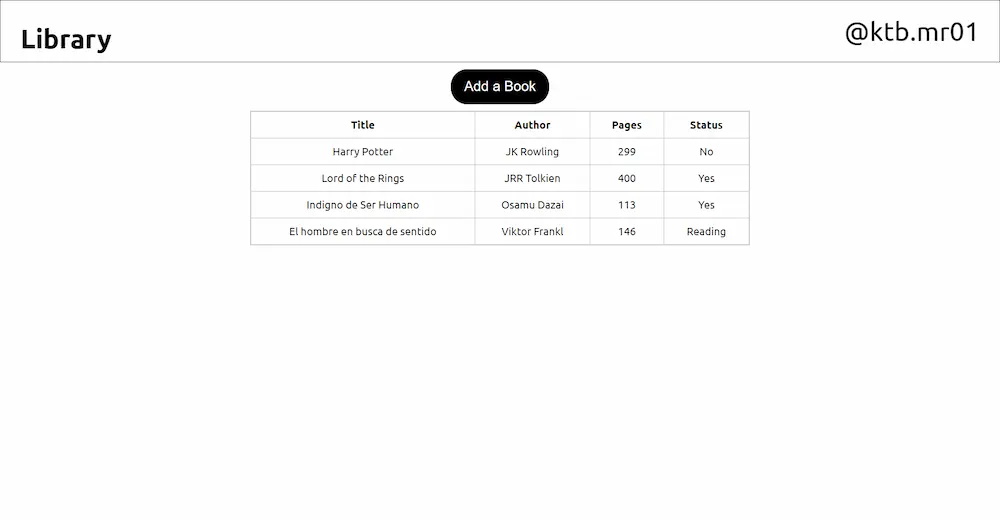 Library
@ktb.mr01
Add a Book
Title Author Pages Status
Harry Potter JK Rowling 299 No
Lord of the Rings JRR Tolkien 400 Yes
Indigno de Ser Humano Osamu Dazai 113 Yes
El hombre en busca de sentido Viktor Frankl 146 Reading